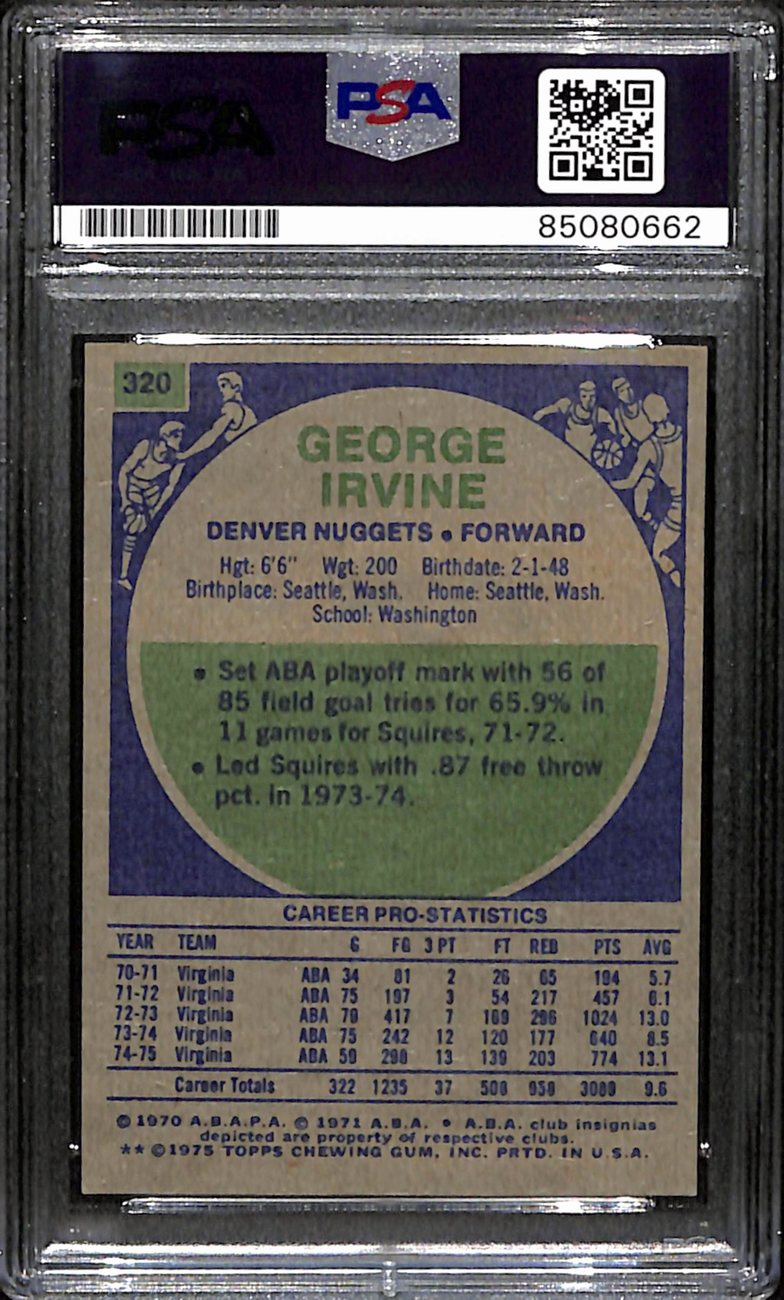 PSA
PSA
85080662
320
GEORGE
IRVINE
DENVER NUGGETS • FORWARD
Hgt: 6'6" Wgt: 200 Birthdate: 2-1-48
Birthplace: Seattle, Wash. Home: Seattle, Wash.
School: Washington
• Set ABA playoff mark with 56 of
85 field goal tries for 65.9% in
11 games for Squires, 71-72.
• Led Squires with .87 free throw
pct. in 1973-74.
CAREER PRO-STATISTICS
YEAR TEAM G FG 3 PT FT REB PTS AVG
70-71 Virginia ABA 34 81 2 26 65 194 5.7
71-72 Virginia ABA 75 197 3 54 217 457 6.1
72-73 Virginia ABA 79 417 7 169 296 1024 13.0
73-74 Virginia ABA 75 242 12 120 177 640 8.5
74-75 Virginia ABA 59 298 13 139 203 774 13.1
Career Totals 322 1235 37 508 958 3089 9.6
© 1970 A.B.A.P.A. © 1971 A.B.A. • A.B.A. club insignias
depicted are property of respective clubs.
** ©1975 TOPPS CHEWING GUM, INC. PRTD. IN U.S.A.